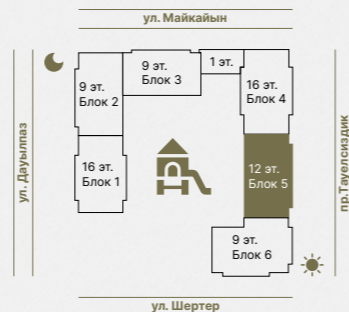 ул. Майкайын
9 эт.
Блок 3
1 эт.
9 эт.
Блок 2
16 эт.
Блок 4
ул. Дауылпаз
16 эт.
Блок 1
12 эт.
Блок 5
пр.Тауелсиздик
9 эт.
Блок 6
ул. Шертер